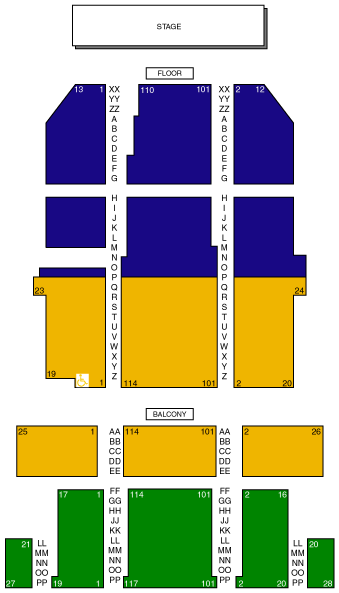 STAGE
FLOOR
13 1 XX 110 101 XX 2 12
YY YY
ZZ ZZ
A A
B B
C C
D D
E E
F F
G G
H H
I I
J J
K K
L L
M M
N N
O O
P P
23 Q Q 24
R R
S S
T T
U U
V V
W W
X X
Y Y
19 1 Z 114 101 Z 2 20
BALCONY
25 1 AA 114 101 AA 2 26
BB BB
CC CC
DD DD
EE EE
17 1 FF 114 101 FF 2 16
GG GG
HH HH
JJ JJ
KK KK
21 LL LL LL LL 20
MM MM MM MM
NN NN NN NN
OO OO OO OO
27 PP 19 1 PP 117 101 PP 2 20 PP 28